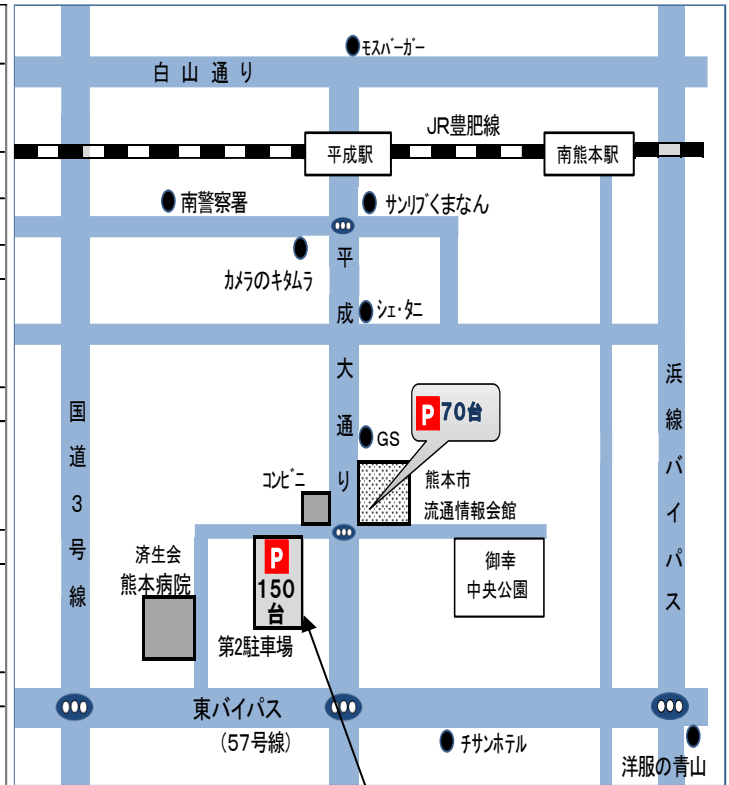 モスバーガー
白山通り
JR豊肥線
平成駅
南熊本駅
南警察署
サンリブくまなん
カメラのキタムラ
平成大通り
シェ・タニ
国道3号線
浜線バイパス
P70台
GS
コンビニ
熊本市
流通情報会館
済生会
熊本病院
P
150
台
第2駐車場
御幸
中央公園
東バイパス
(57号線)
チサンホテル
洋服の青山